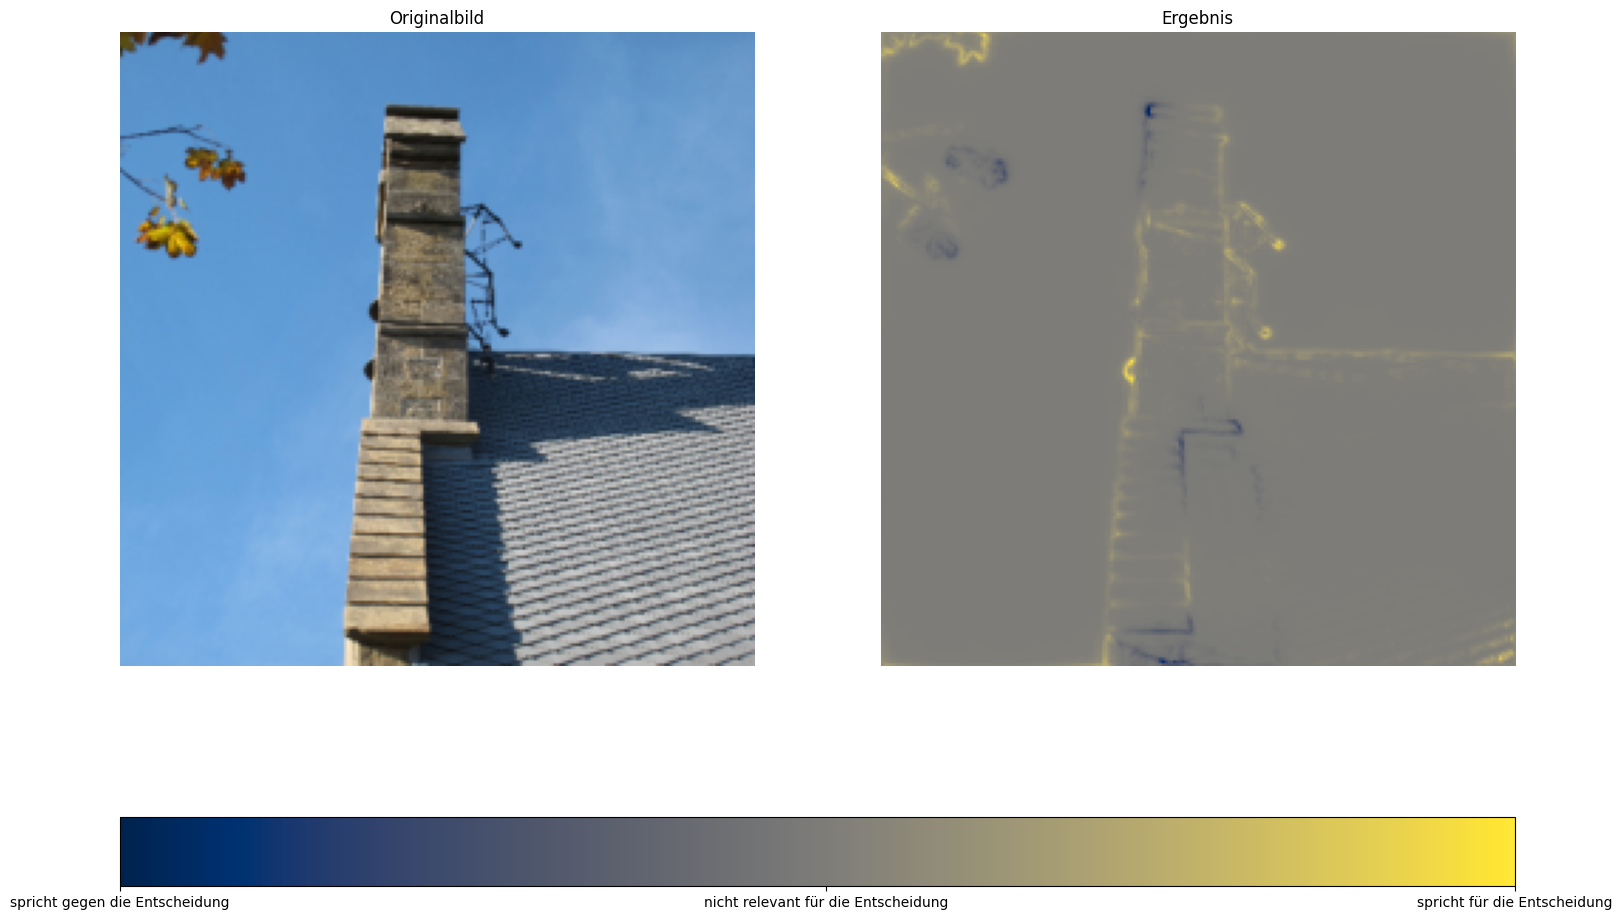 Originalbild
Ergebnis
spricht gegen die Entscheidung
nicht relevant für die Entscheidung
spricht für die Entscheidung